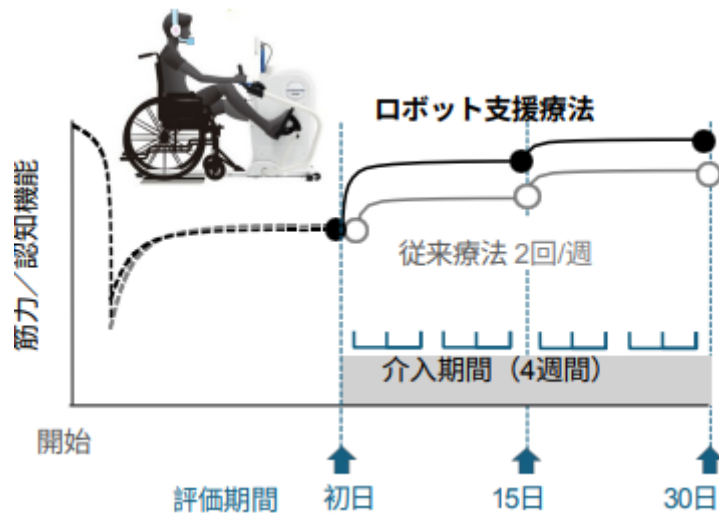 ロボット支援療法
筋力／認知機能
従来療法 2回/週
介入期間（4週間）
開始
評価期間 初日 15日 30日